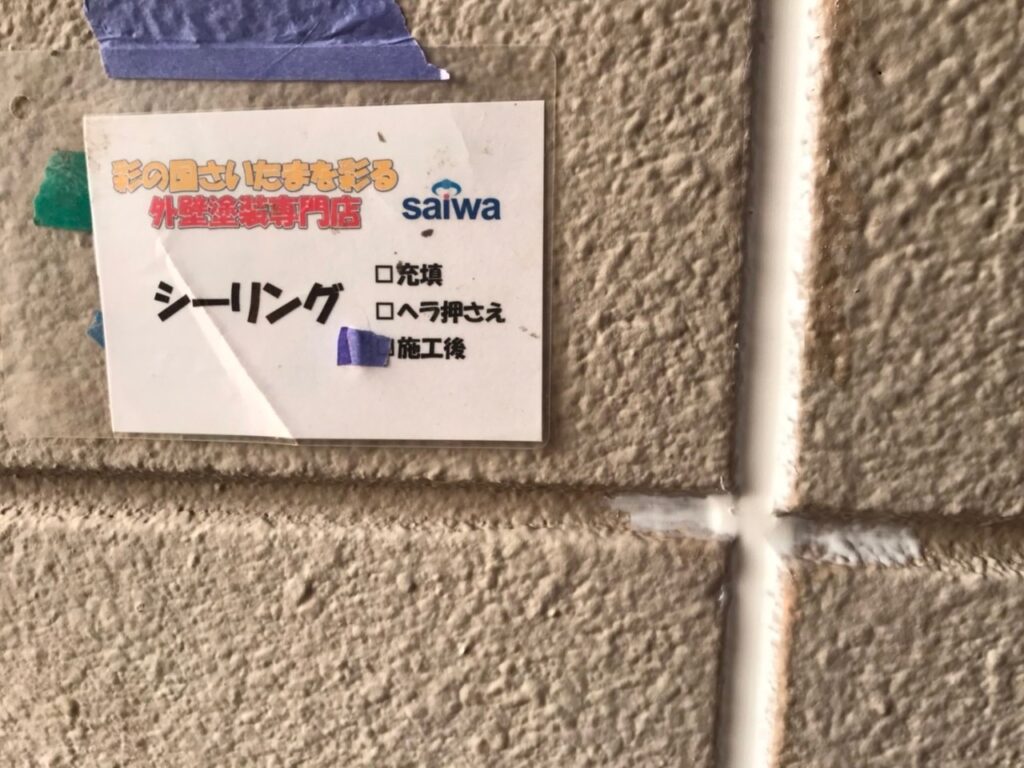 彩の国さいたまを彩る
外壁塗装専門店
saiwa
シーリング
□充填
□ヘラ押さえ
施工後